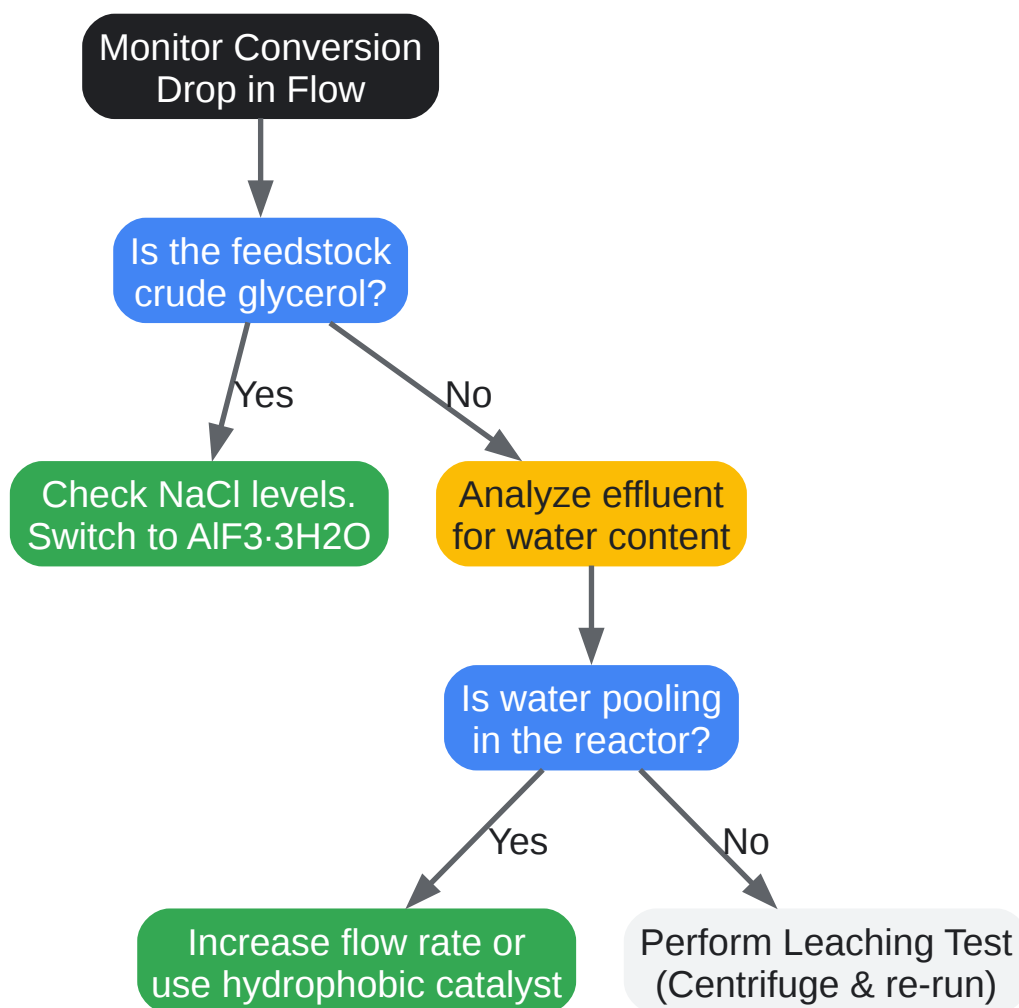 Monitor Conversion
Drop in Flow
Is the feedstock
crude glycerol?
Yes
No
Check NaCl levels.
Switch to AlF3·3H2O
Analyze effluent
for water content
Is water pooling
in the reactor?
Yes
No
Increase flow rate or
use hydrophobic catalyst
Perform Leaching Test
(Centrifuge & re-run)